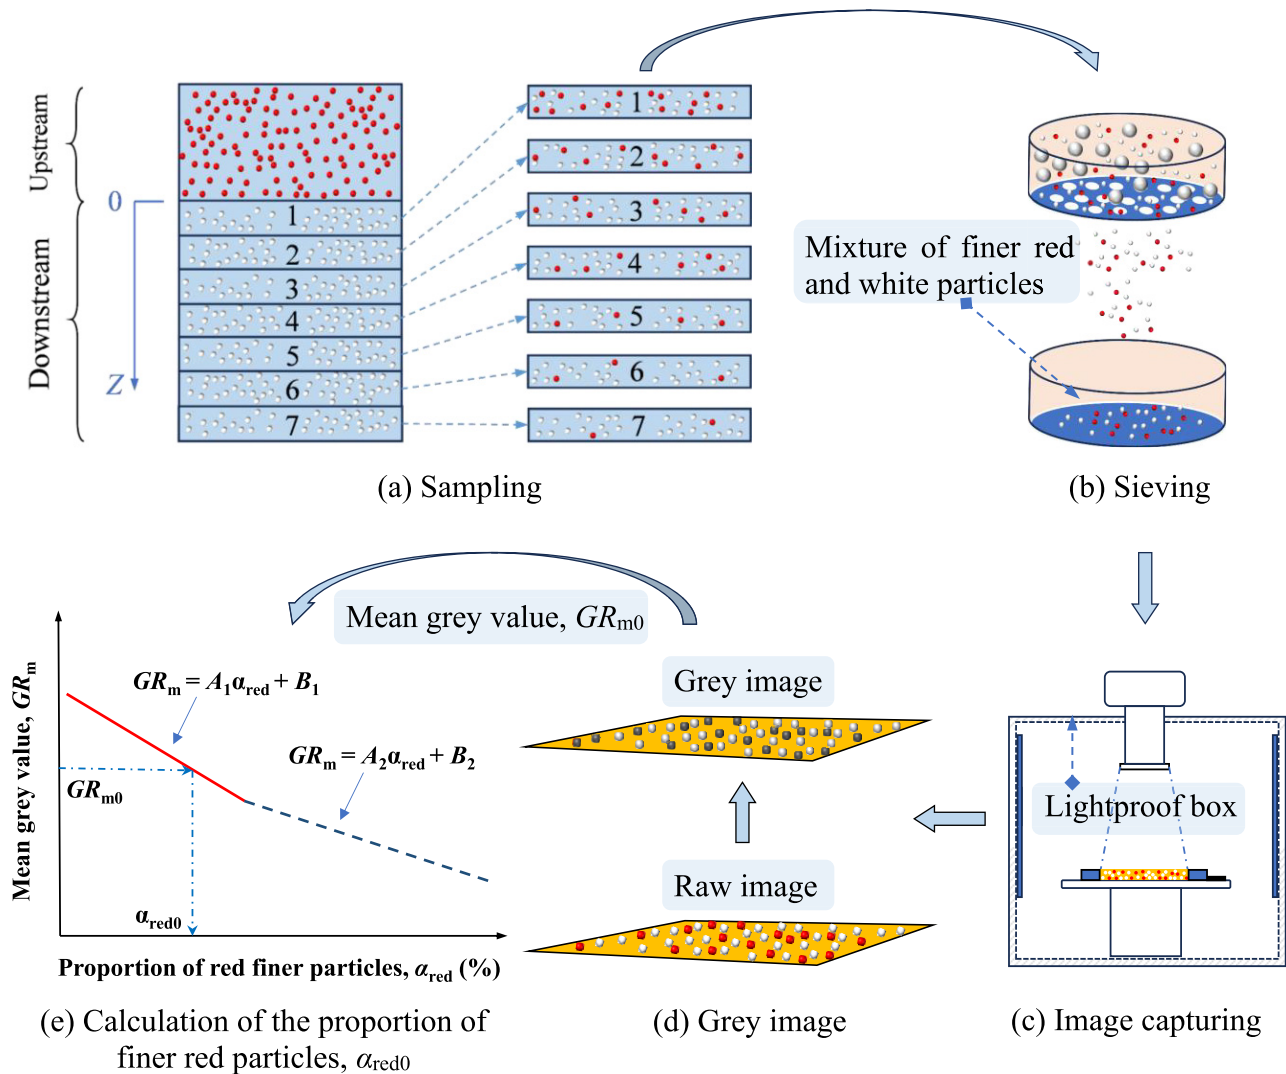 Upstream
Downstream
0
Z
1
2
3
4
5
6
7
1
2
3
4
5
6
7
(a) Sampling
Mixture of finer red
and white particles
(b) Sieving
Lightproof box
(c) Image capturing
Grey image
Raw image
(d) Grey image
Mean grey value, GRm0
Mean grey value, GRm
GRm = A1αred + B1
GRm = A2αred + B2
GRm0
αred0
Proportion of red finer particles, αred (%)
(e) Calculation of the proportion of
finer red particles, αred0